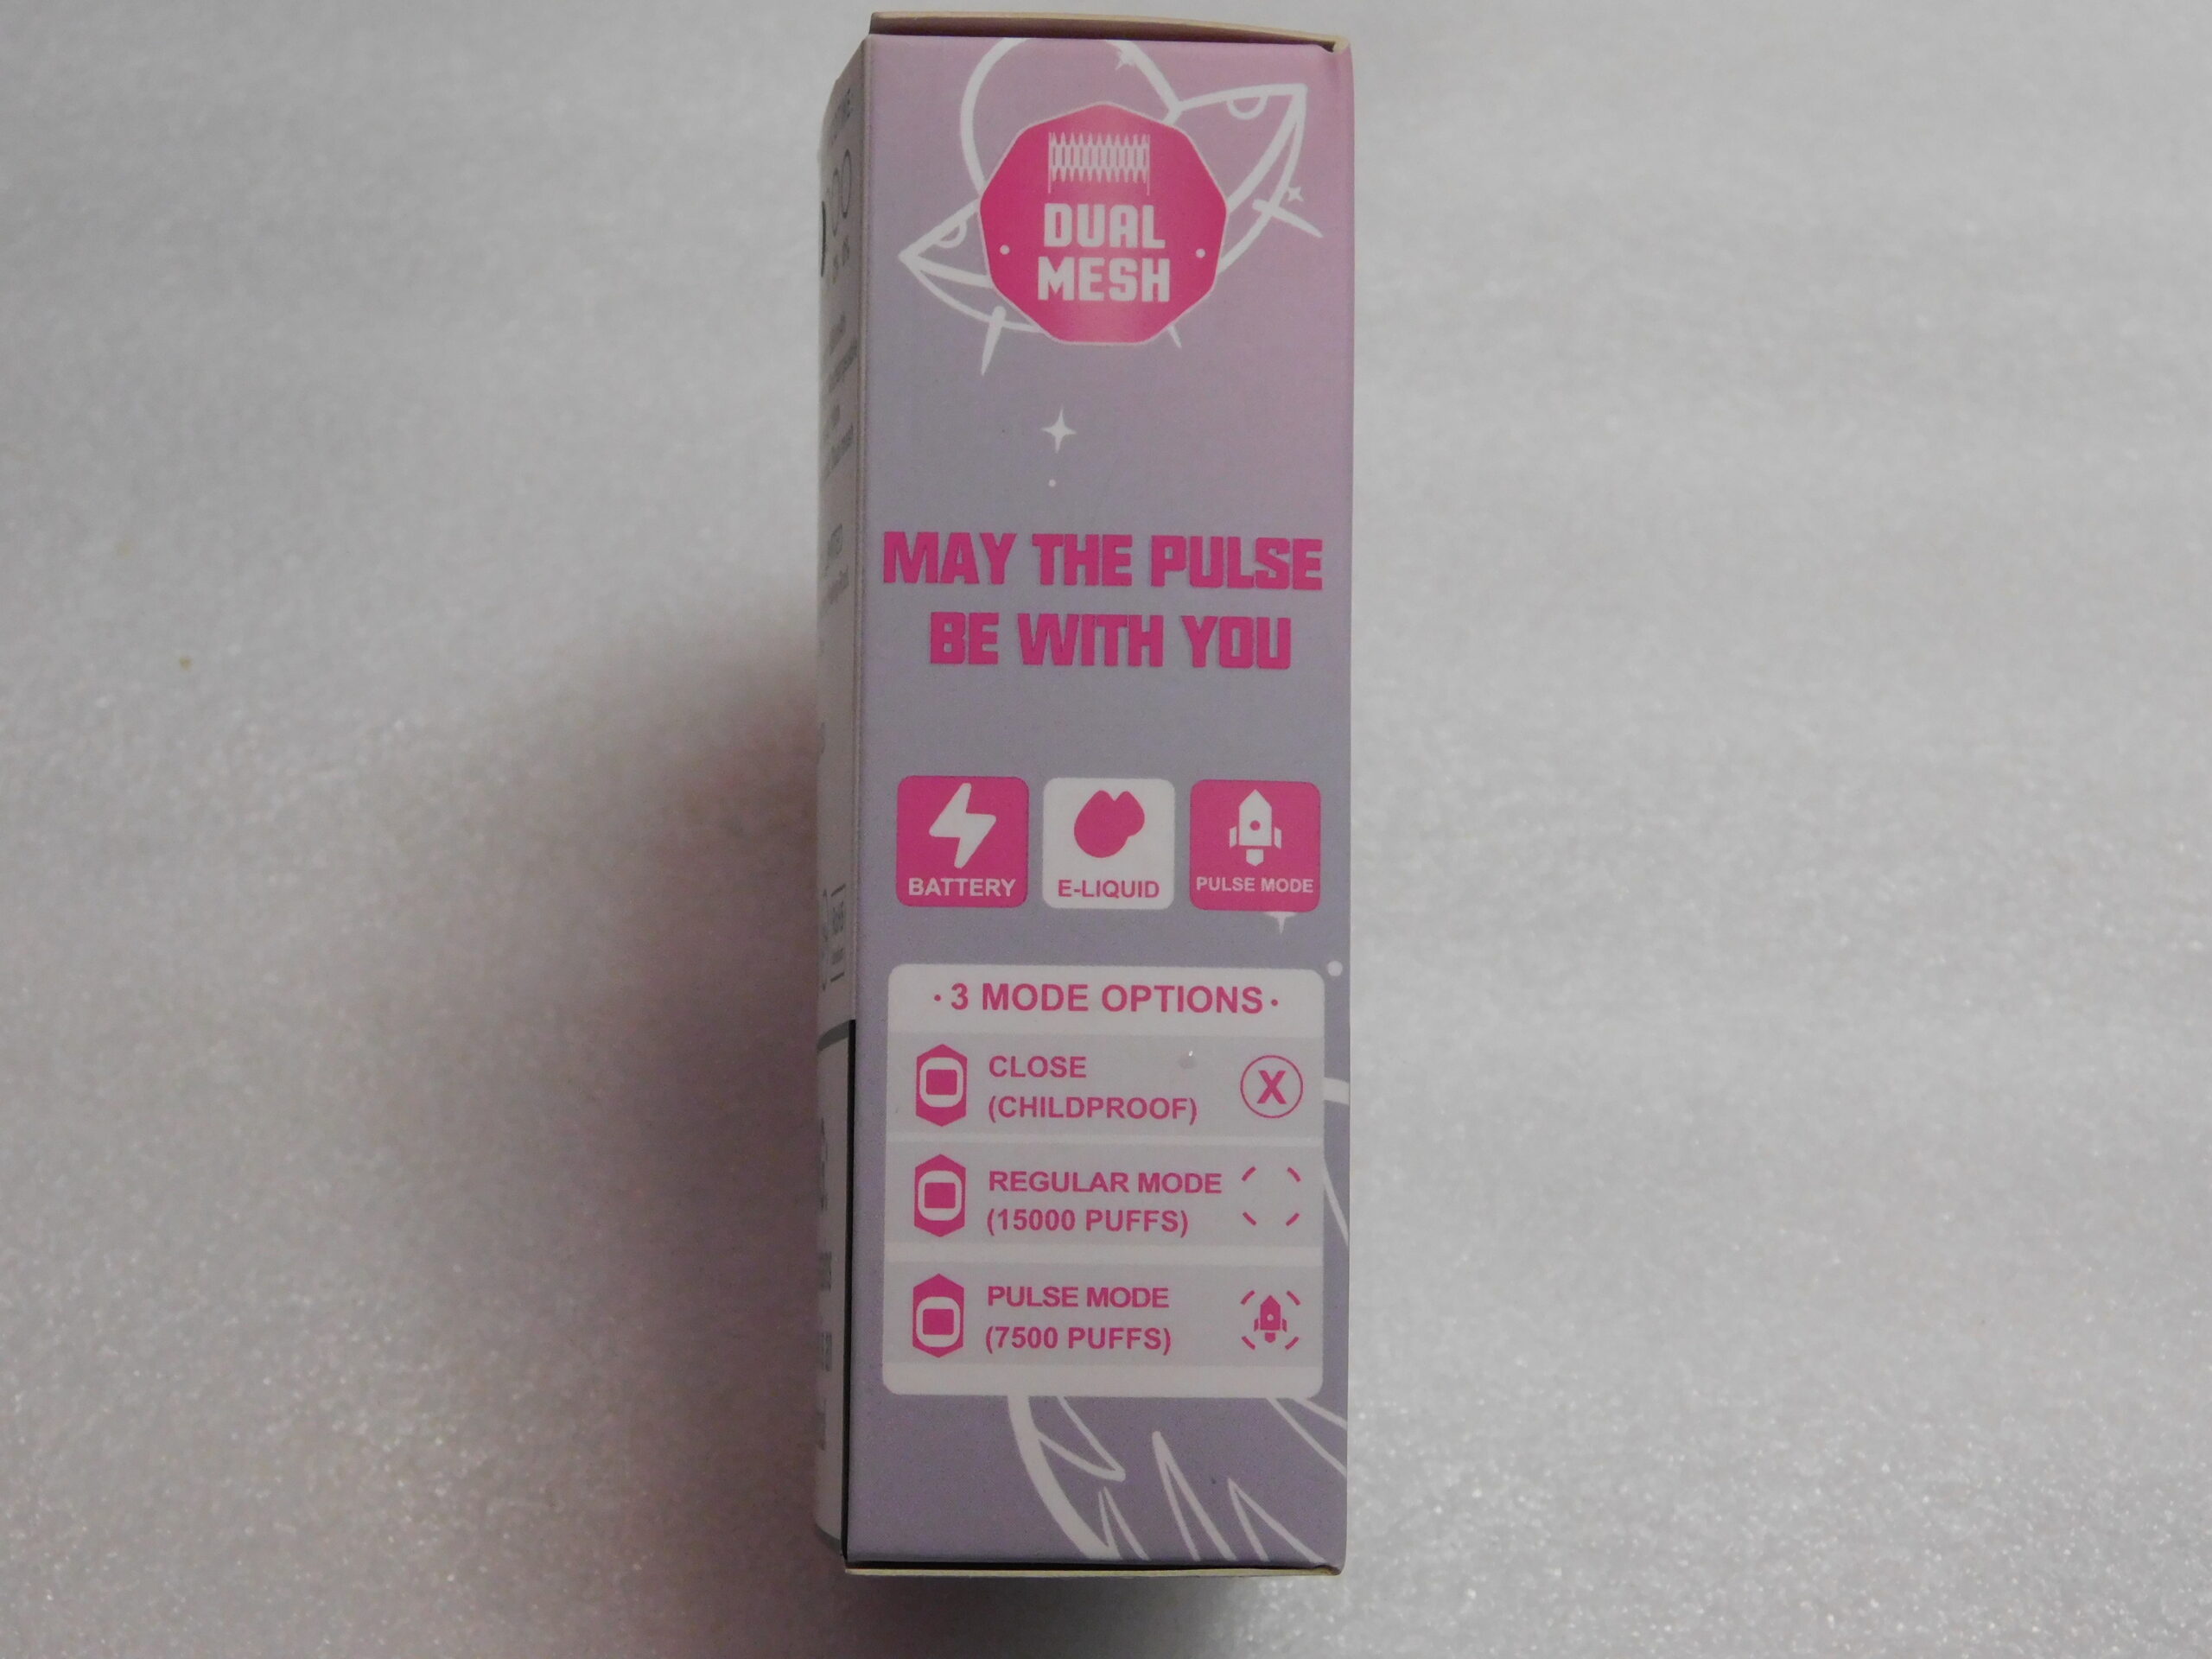 DUAL
MESH
MAY THE PULSE
BE WITH YOU
BATTERY
E-LIQUID
PULSE MODE
· 3 MODE OPTIONS ·
CLOSE
(CHILDPROOF)
X
REGULAR MODE
(15000 PUFFS)
PULSE MODE
(7500 PUFFS)